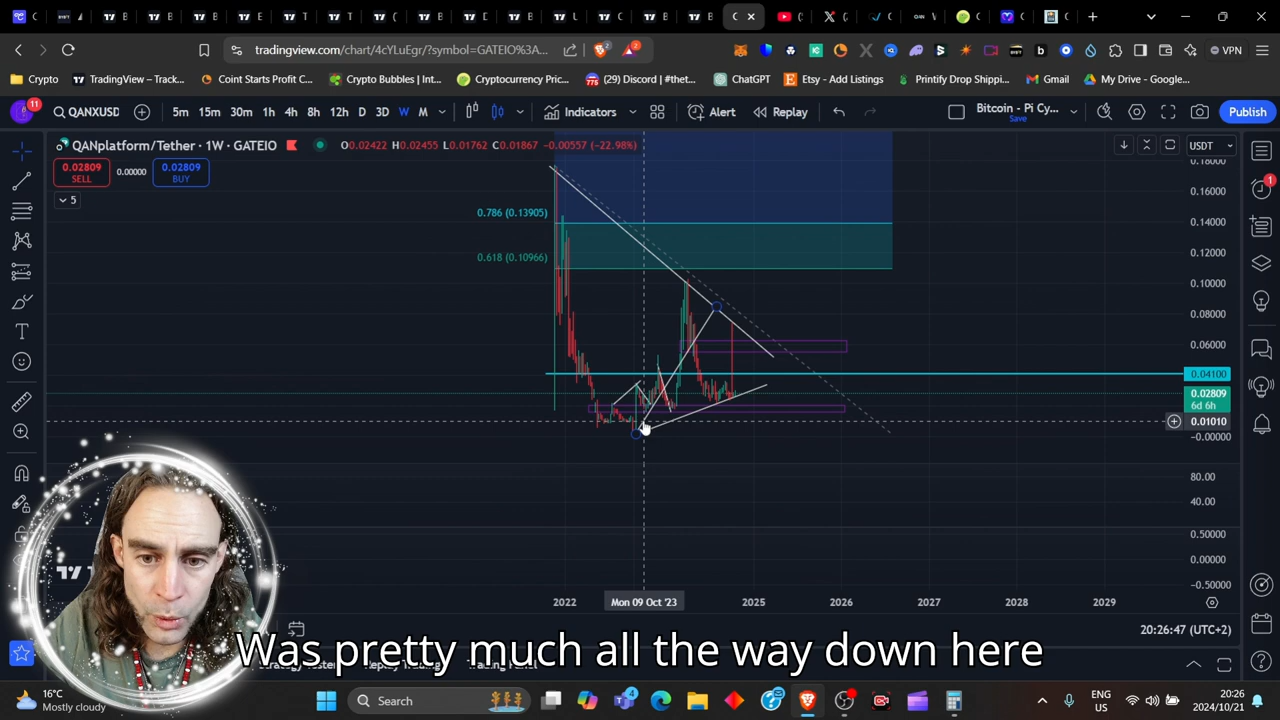 tradingview.com/chart/4cYLuEgr/?symbol=GATEIO%3A...
VPN
Crypto
TradingView – Track...
Coint Starts Profit C...
Crypto Bubbles | Int...
Cryptocurrency Pric...
(29) Discord | #thet...
ChatGPT
Etsy - Add Listings
Printify Drop Shippi...
Gmail
My Drive - Google...
11
QANXUSD
5m 15m 30m 1h 4h 8h 12h D 3D W M
Indicators
Alert
Replay
Bitcoin - Pi Cy...
Save
Publish
QANplatform/Tether · 1W · GATEIO
O0.02422 H0.02455 L0.01762 C0.01867 -0.00557 (-22.98%)
USDT
0.02809
SELL
0.00000
0.02809
BUY
5
0.18000
0.16000
0.786 (0.13905)
0.14000
0.12000
0.618 (0.10966)
0.10000
0.08000
0.06000
0.04100
0.02809
6d 6h
0.01010
-0.00000
80.00
40.00
0.50000
0.00000
-0.50000
2022
Mon 09 Oct '23
2025
2026
2027
2028
2029
20:26:47 (UTC+2)
Was pretty much all the way down here
16°C
Mostly cloudy
Search
4
ENG
US
20:26
2024/10/21